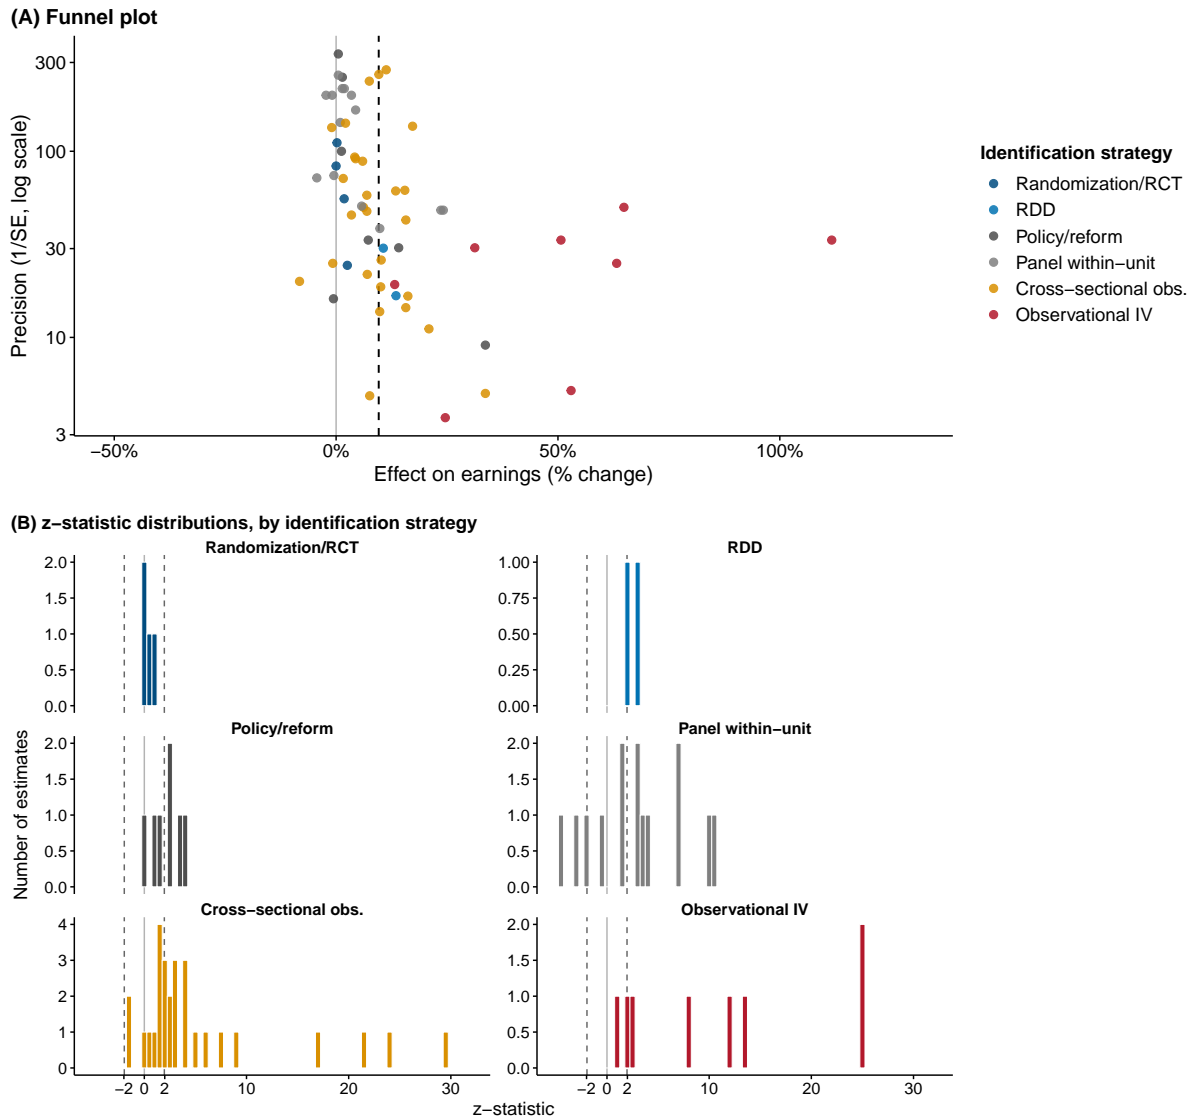 (A) Funnel plot
300
100
30
10
3
Precision (1/SE, log scale)
−50%
0%
50%
100%
Effect on earnings (% change)
Identification strategy
Randomization/RCT
RDD
Policy/reform
Panel within−unit
Cross−sectional obs.
Observational IV
(B) z−statistic distributions, by identification strategy
Randomization/RCT
2.0
1.5
1.0
0.5
0.0
RDD
1.00
0.75
0.50
0.25
0.00
Policy/reform
2.0
1.5
1.0
0.5
0.0
Panel within−unit
2.0
1.5
1.0
0.5
0.0
Number of estimates
Cross−sectional obs.
4
3
2
1
0
−2 0 2 10 20 30
Observational IV
2.0
1.5
1.0
0.5
0.0
−2 0 2 10 20 30
z−statistic